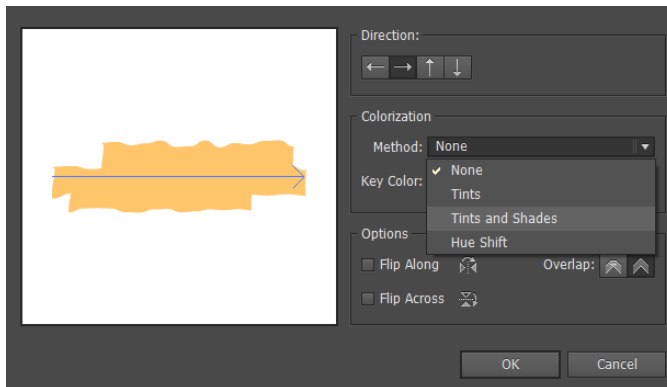 Direction:
Colorization
Method: None
None
Key Color:
Tints
Tints and Shades
Options
Hue Shift
Flip Along
Overlap:
Flip Across
OK
Cancel